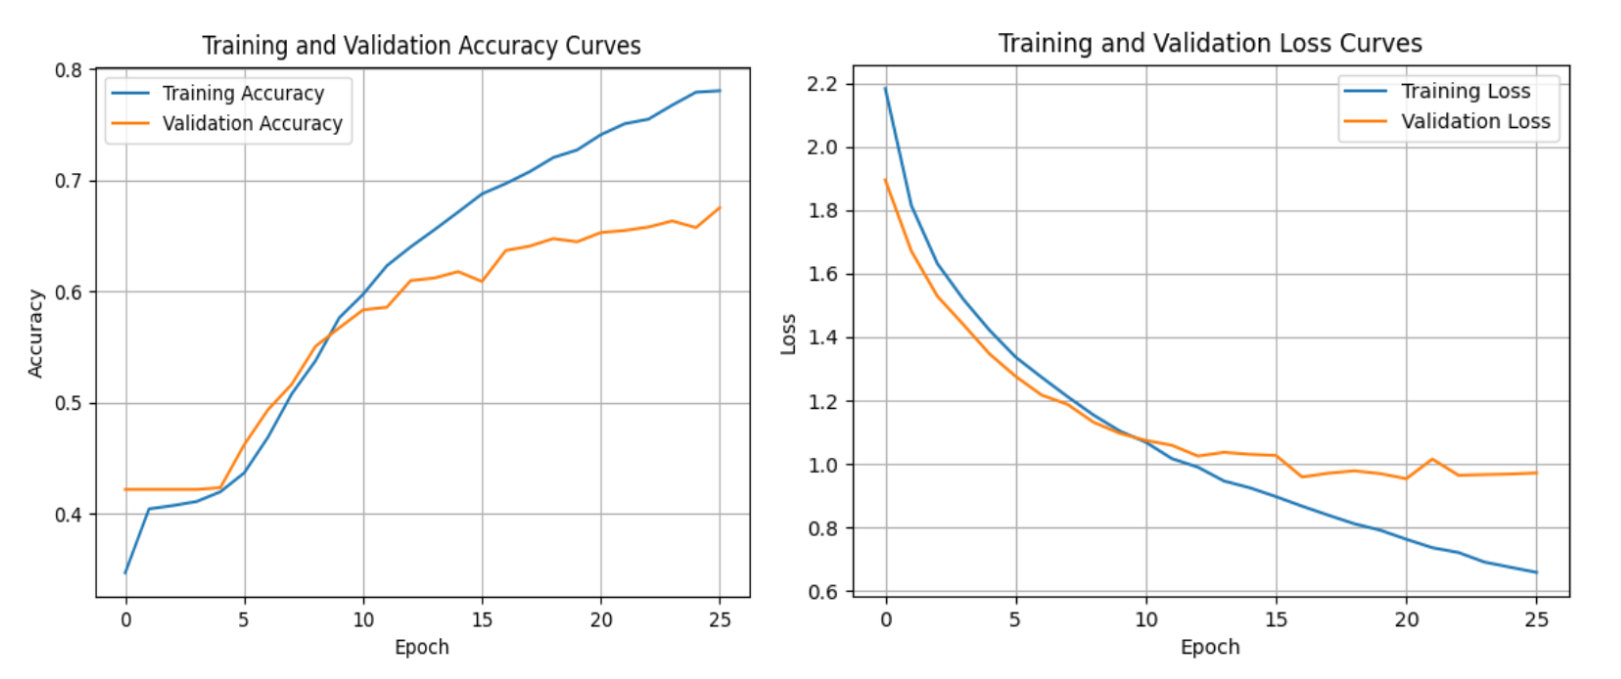 Training and Validation Accuracy Curves
Training Accuracy
Validation Accuracy
0.8
0.7
0.6
0.5
0.4
Accuracy
0 5 10 15 20 25
Epoch
Training and Validation Loss Curves
Training Loss
Validation Loss
2.2
2.0
1.8
1.6
1.4
1.2
1.0
0.8
0.6
Loss
0 5 10 15 20 25
Epoch